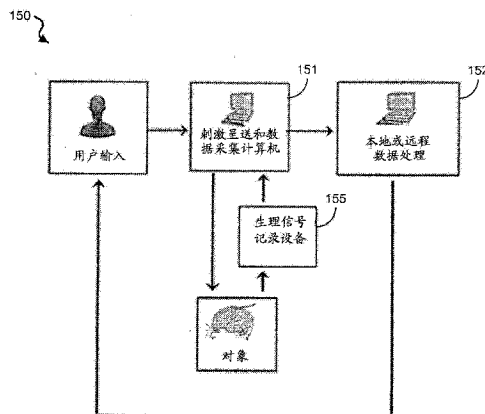 150
151
152
用户输入
刺激呈送和数
据采集计算机
本地或远程
数据处理
155
生理信号
记录设备
对象